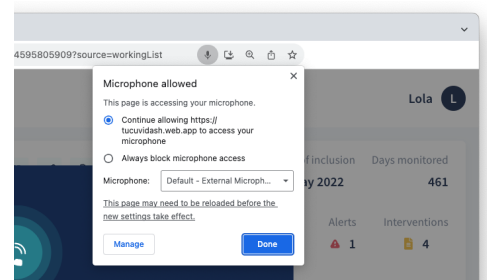 4595805909?source=workingList
Microphone allowed
This page is accessing your microphone.
Continue allowing https://
tucuvidash.web.app to access your
microphone
Always block microphone access
Microphone: Default - External Microph...
This page may need to be reloaded before the
new settings take effect.
Manage Done
Lola L
f inclusion Days monitored
ay 2022 461
Alerts Interventions
1 4